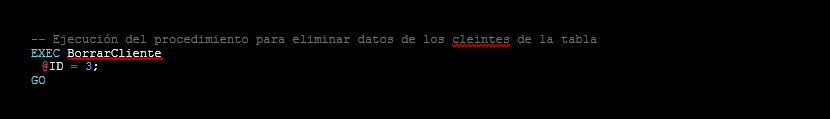 -- Ejecución del procedimiento para eliminar datos de los cleintes de la tabla
EXEC BorrarCliente
@ID = 3;
GO